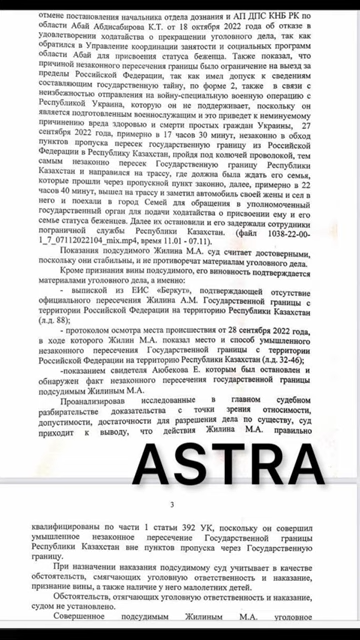 отмене постановления начальника отдела дознания и АП ДПС КНБ РК по
области Абай Абдисабирова К.Т. от 18 октября 2022 года об отказе в
удовлетворении ходатайства о прекращении уголовного дела, так как
обратился в Управление координации занятости и социальных программ
области Абай для присвоения статуса беженца. Также показал, что
причиной незаконного пересечения границы было ограничение на выезд за
пределы Российской Федерации, так как имел допуск к сведениям
составляющим государственную тайну, по форме 2, также в связи с
неизбежностью отправления на войну-специальную военную операцию с
Республикой Украина, которую он не поддерживает, поскольку он
является подготовленным военнослужащим и это приведет к неминуемому
причинению вреда здоровью и смерти простых граждан Украины, 27
сентября 2022 года, примерно в 17 часов 30 минут, незаконно в обход
пунктов пропуска пересек государственную границу из Российской
Федерации в Республику Казахстан, пройдя под колючей проволокой, тем
самым незаконно пересек Государственную границу Республики
Казахстан и направился на трассу, где должна была ждать его семья,
которые прошли через пропускной пункт законно, далее, примерно в 22
часов 40 минут, вышел на трассу и заметил автомобиль своей жены и сел в
него и поехали в город Семей для обращения в уполномоченный
государственный орган для подачи ходатайства о присвоении ему и его
семье статуса беженцев. Далее их остановили и его задержали сотрудники
пограничной службы Республики Казахстан. (файл 1038-22-00-
1_7_07112022104_mix.mp4, время 11.01 - 07.11).
Показания подсудимого Жилина М.А. суд считает достоверными,
поскольку они стабильны, и не противоречат материалам уголовного дела.
Кроме признания вины подсудимого, его виновность подтверждается
материалами уголовного дела, а именно:
- выпиской из ЕИС «Беркут», подтверждающей отсутствие
официального пересечения Жилина А.М. Государственной границы с
территории Российской Федерации на территорию Республики Казахстан
(л.д. 88);
- протоколом осмотра места происшествия от 28 сентября 2022 года,
в ходе которого Жилин М.А. показал место и способ умышленного
незаконного пересечения Государственной границы с территории
Российской Федерации на территорию Республики Казахстан (л.д. 32-46);
-показанием свидетеля Аюбекова Е. которым был остановлен и
обнаружен факт незаконного пересечения государственной границы
подсудимым Жилиным М.А.
Проанализировав исследованные в главном судебном
разбирательстве доказательства с точки зрения относимости,
допустимости, достаточности для разрешения дела по существу, суд
приходит к выводу, что действия Жилина М.А. правильно
ASTRA
3
квалифицированы по части 1 статьи 392 УК, поскольку он совершил
умышленное незаконное пересечение Государственной границы
Республики Казахстан вне пунктов пропуска через Государственную
границу.
При назначении наказания подсудимому суд учитывает в качестве
обстоятельств, смягчающих уголовную ответственность и наказание,
признание вины, а также наличие у него малолетних детей.
Обстоятельств, отягчающих уголовную ответственность и наказание,
судом не установлено.
Совершенное подсудимым Жилиным М.А. уголовное